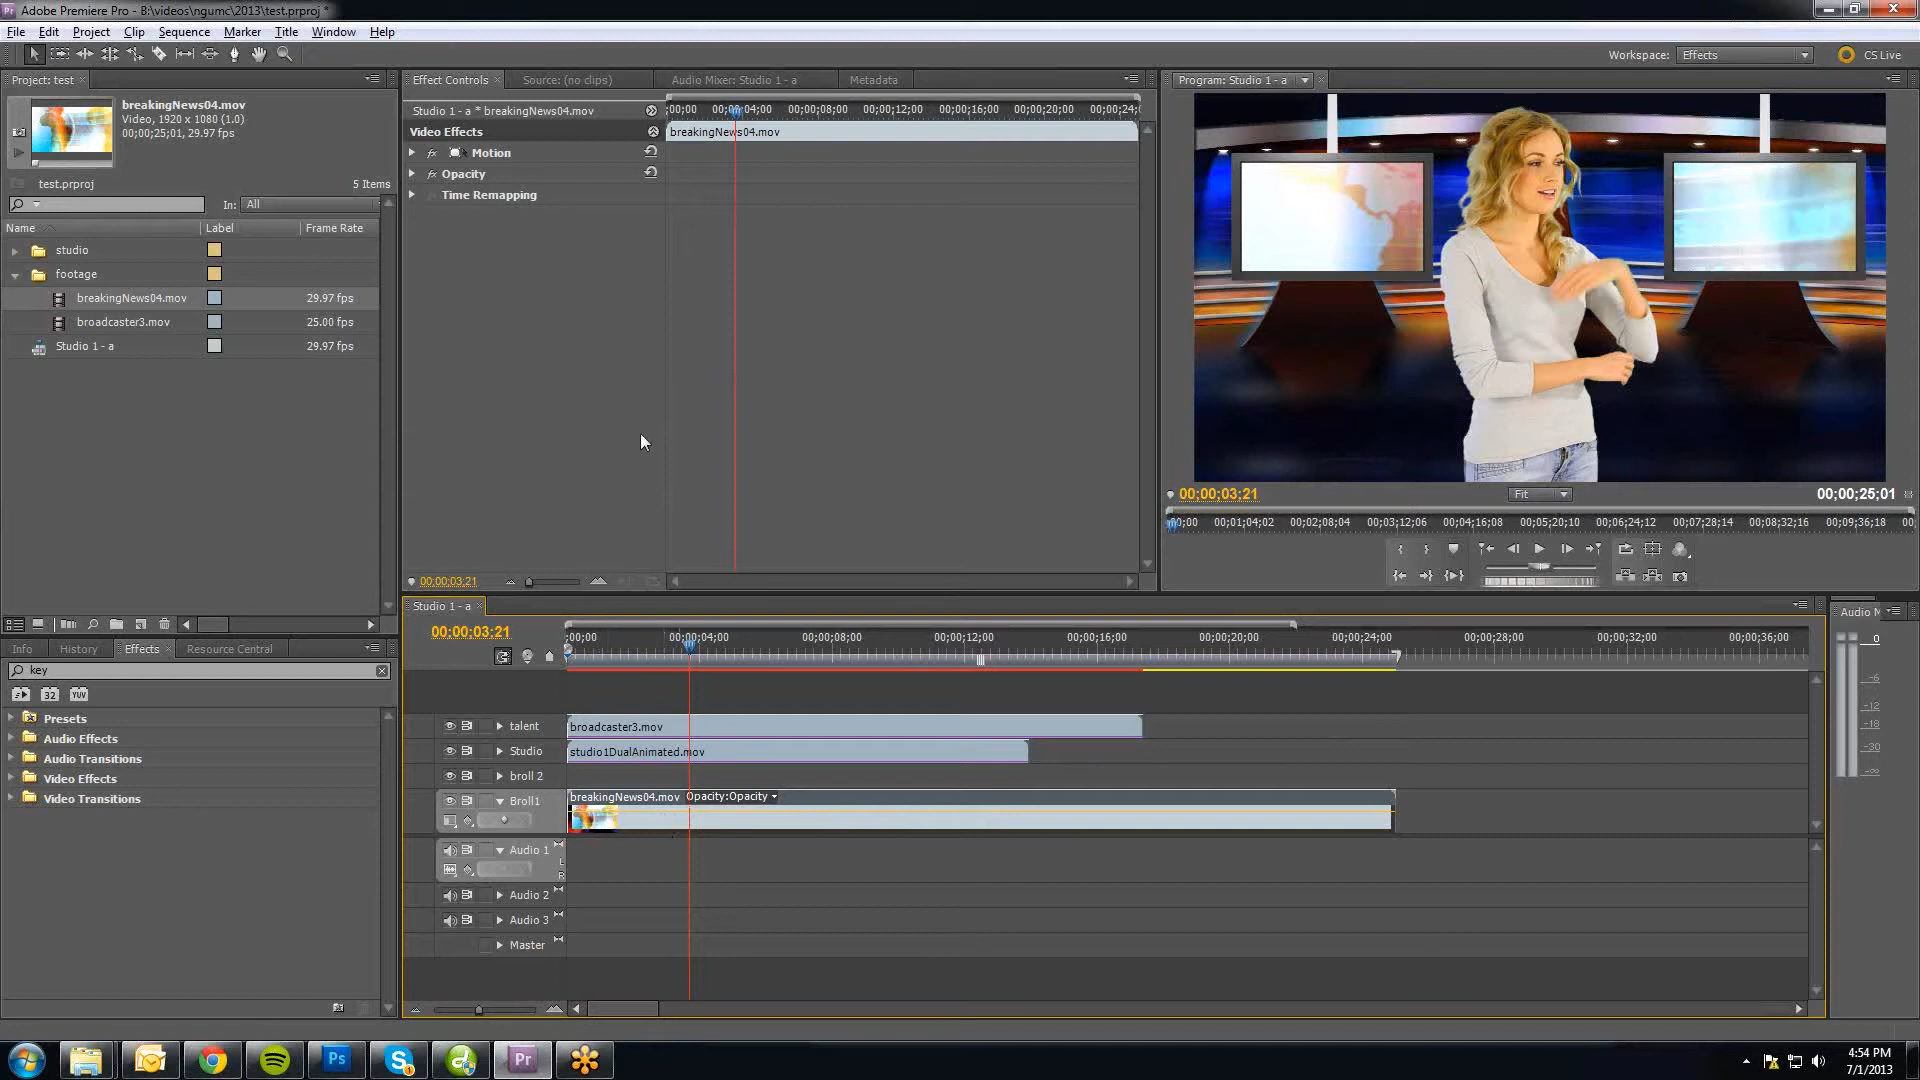 Adobe Premiere Pro - B:\videos\ngumc\2013\test.prproj *
File Edit Project Clip Sequence Marker Title Window Help
Workspace: Effects CS Live
Project: test
breakingNews04.mov
Video, 1920 x 1080 (1.0)
00;00;25;01, 29.97 fps
test.prproj 5 Items
In: All
Name Label Frame Rate
studio
footage
breakingNews04.mov 29.97 fps
broadcaster3.mov 25.00 fps
Studio 1 - a 29.97 fps
Effect Controls Source: (no clips) Audio Mixer: Studio 1 - a Metadata
Studio 1 - a * breakingNews04.mov
;00;00 00;00;04;00 00;00;08;00 00;00;12;00 00;00;16;00 00;00;20;00 00;00;24;
Video Effects breakingNews04.mov
fx Motion
fx Opacity
Time Remapping
00;00;03;21
Program: Studio 1 - a
00;00;03;21 Fit 00;00;25;01
;00;00 00;01;04;02 00;02;08;04 00;03;12;06 00;04;16;08 00;05;20;10 00;06;24;12 00;07;28;14 00;08;32;16 00;09;36;18 00;
Info History Effects Resource Central
key
32 YUV
Presets
Audio Effects
Audio Transitions
Video Effects
Video Transitions
Studio 1 - a
00;00;03;21
;00;00 00;00;04;00 00;00;08;00 00;00;12;00 00;00;16;00 00;00;20;00 00;00;24;00 00;00;28;00 00;00;32;00 00;00;36;00
talent broadcaster3.mov
Studio studio1DualAnimated.mov
broll 2
Broll1 breakingNews04.mov Opacity:Opacity
Audio 1
L
R
Audio 2
Audio 3
Master
Audio M
0
-6
-12
-18
-30
-∞
Ps
Pr
4:54 PM
7/1/2013